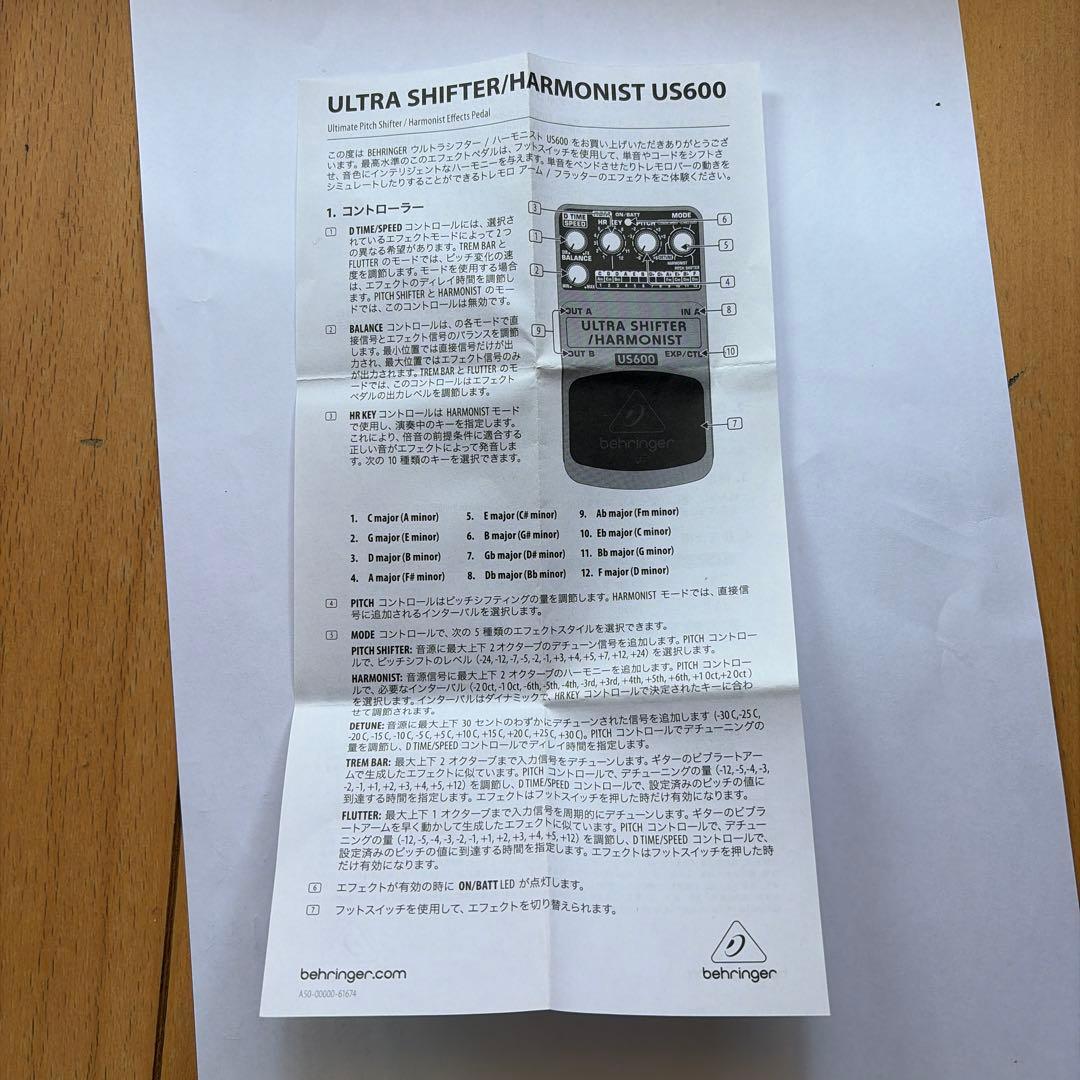 ULTRA SHIFTER/HARMONIST US600
Ultimate Pitch Shifter / Harmonist Effects Pedal
この度は BEHRINGER ウルトラシフター / ハーモニスト US600 をお買い上げいただきありがとうござ
います。最高水準のこのエフェクトペダルは、フットスイッチを使用して、単音やコードをシフトさ
せ、音色にインテリジェントなハーモニーを与えます。単音をベンドさせたりトレモロバーの動きを
シミュレートしたりすることができるトレモロ アーム / フラッターのエフェクトをご体験ください。
1. コントローラー
1 D TIME/SPEED コントロールには、選択さ
れているエフェクトモードによって 2 つ
の異なる希望があります。TREM BAR と
FLUTTER のモードでは、ピッチ変化の速
度を調節します。モードを使用する場合
は、エフェクトのディレイ時間を調節し
ます。PITCH SHIFTER と HARMONIST のモー
ドでは、このコントロールは無効です。
2 BALANCE コントロールは、の各モードで直
接信号とエフェクト信号のバランスを調節
します。最小位置では直接信号だけが出
力され、最大位置ではエフェクト信号のみ
が出力されます。TREM BAR と FLUTTER のモ
ードでは、このコントロールはエフェクト
ペダルの出力レベルを調節します。
3 HR KEY コントロールは HARMONIST モード
で使用し、演奏中のキーを指定します。
これにより、倍音の前提条件に適合する
正しい音がエフェクトによって発音しま
す。次の 10 種類のキーを選択できます。
3
D TIME
SPEED
HR KEY
ON/BATT
PITCH
MODE
6
1
5
BALANCE
DETUNE
HARMONIST
PITCH SHIFTER
2
MIN
MAX
4
OUT A
IN A
8
9
ULTRA SHIFTER
/HARMONIST
OUT B
US600
EXP/CTL
10
7
behringer
1. C major (A minor)
2. G major (E minor)
3. D major (B minor)
4. A major (F# minor)
5. E major (C# minor)
6. B major (G# minor)
7. Gb major (D# minor)
8. Db major (Bb minor)
9. Ab major (Fm minor)
10. Eb major (C minor)
11. Bb major (G minor)
12. F major (D minor)
4 PITCH コントロールはピッチシフティングの量を調節します。HARMONIST モードでは、直接信
号に追加されるインターバルを選択します。
5 MODE コントロールで、次の 5 種類のエフェクトスタイルを選択できます。
PITCH SHIFTER: 音源に最大上下 2 オクターブのデチューン信号を追加します。PITCH コントロー
ルで、ピッチシフトのレベル (-24, -12, -7, -5, -2, -1, +3, +4, +5, +7, +12, +24) を選択します。
HARMONIST: 音源信号に最大上下 2 オクターブのハーモニーを追加します。PITCH コントロー
ルで、必要なインターバル (-2 Oct, -1 Oct, -6th, -5th, -4th, -3rd, +3rd, +4th, +5th, +6th, +1 Oct,+2 Oct )
を選択します。インターバルはダイナミックで、HR KEY コントロールで決定されたキーに合わ
せて調節されます。
DETUNE: 音源に最大上下 30 セントのわずかにデチューンされた信号を追加します (-30 C,-25 C,
-20 C, -15 C, -10 C, -5 C, +5 C, +10 C, +15 C, +20 C, +25 C, +30 C)。PITCH コントロールでデチューニングの
量を調節し、D TIME/SPEED コントロールでディレイ時間を指定します。
TREM BAR: 最大上下 2 オクターブまで入力信号をデチューンします。ギターのビブラートアー
ムで生成したエフェクトに似ています。PITCH コントロールで、デチューニングの量 (-12, -5, -4, -3,
-2, -1, +1, +2, +3, +4, +5, +12) を調節し、D TIME/SPEED コントロールで、設定済みのピッチの値に
到達する時間を指定します。エフェクトはフットスイッチを押した時だけ有効になります。
FLUTTER: 最大上下 1 オクターブまで入力信号を周期的にデチューンします。ギターのビブラ
ートアームを早く動かして生成したエフェクトに似ています。PITCH コントロールで、デチュー
ニングの量 (-12, -5, -4, -3, -2, -1, +1, +2, +3, +4, +5, +12) を調節し、D TIME/SPEED コントロールで、
設定済みのピッチの値に到達する時間を指定します。エフェクトはフットスイッチを押した時
だけ有効になります。
6 エフェクトが有効の時に ON/BATT LED が点灯します。
7 フットスイッチを使用して、エフェクトを切り替えられます。
behringer.com
A50-00000-61674
behringer